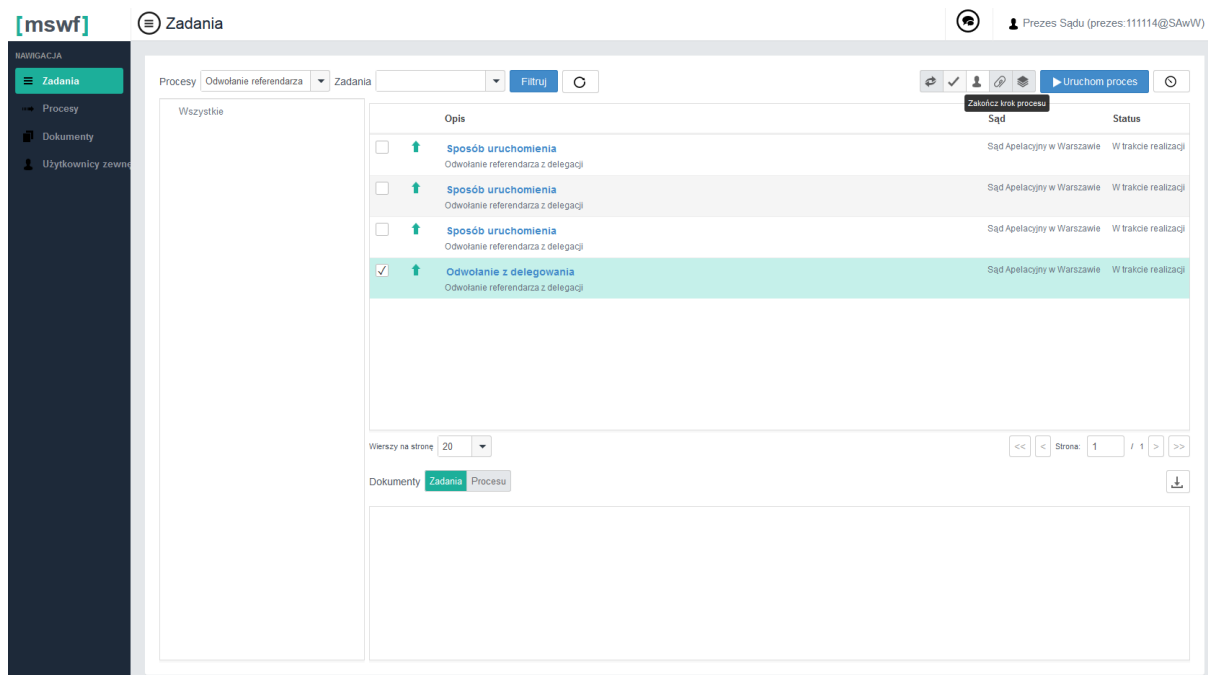 [mswf]
Zadania
Prezes Sądu (prezes:111114@SAwW)
NAWIGACJA
Zadania
Procesy
Dokumenty
Użytkownicy zewnę
Procesy Odwołanie referendarza Zadania Filtruj Uruchom proces
Zakończ krok procesu
Wszystkie
Opis Sąd Status
Sposób uruchomienia Sąd Apelacyjny w Warszawie W trakcie realizacji
Odwołanie referendarza z delegacji
Sposób uruchomienia Sąd Apelacyjny w Warszawie W trakcie realizacji
Odwołanie referendarza z delegacji
Sposób uruchomienia Sąd Apelacyjny w Warszawie W trakcie realizacji
Odwołanie referendarza z delegacji
Odwołanie z delegowania Sąd Apelacyjny w Warszawie W trakcie realizacji
Odwołanie referendarza z delegacji
Wierszy na stronę 20 << < Strona: 1 / 1 > >>
Dokumenty Zadania Procesu